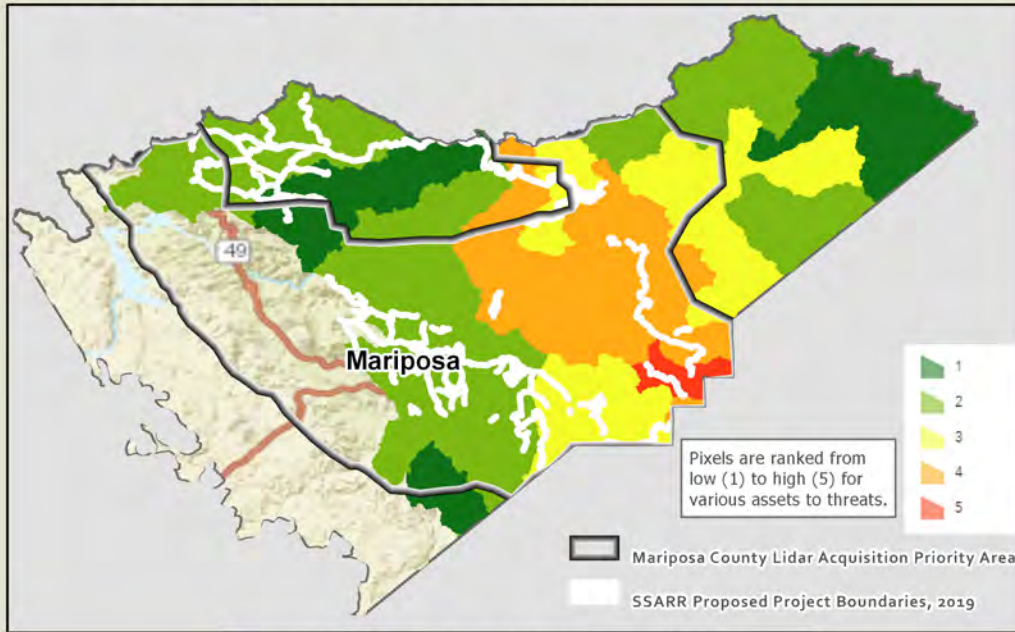 49
Mariposa
1
2
3
4
5
Pixels are ranked from
low (1) to high (5) for
various assets to threats.
Mariposa County Lidar Acquisition Priority Area
SSARR Proposed Project Boundaries, 2019